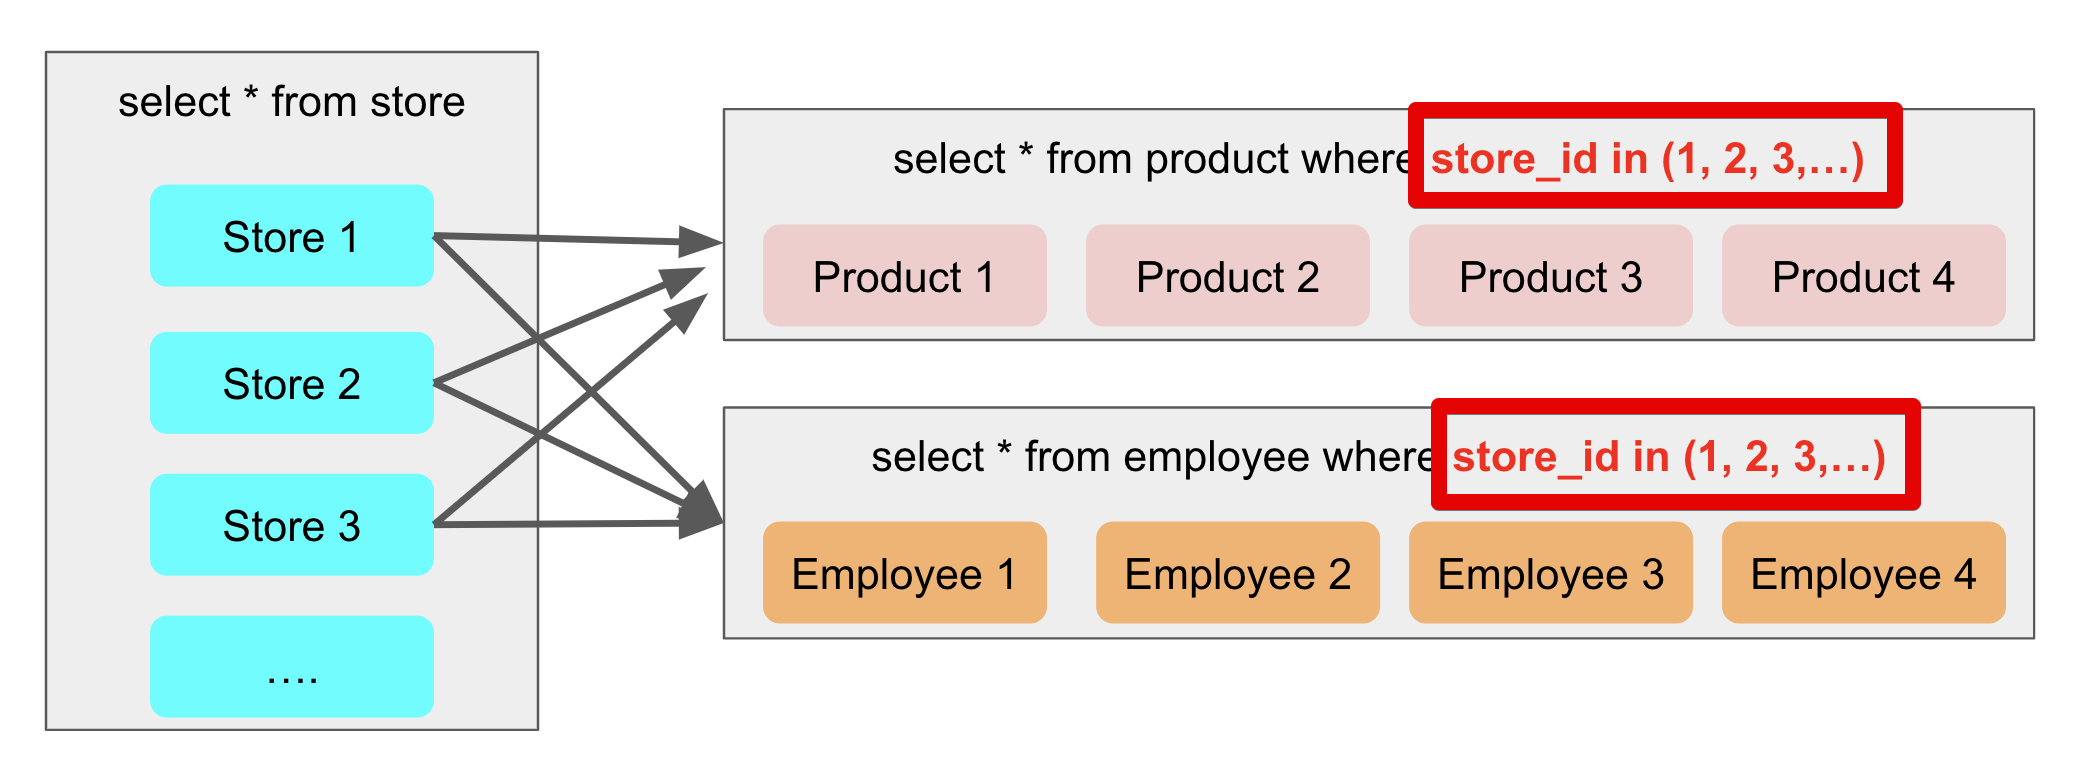 select * from store
Store 1
Store 2
Store 3
....
select * from product where store_id in (1, 2, 3,...)
Product 1
Product 2
Product 3
Product 4
select * from employee where store_id in (1, 2, 3,...)
Employee 1
Employee 2
Employee 3
Employee 4